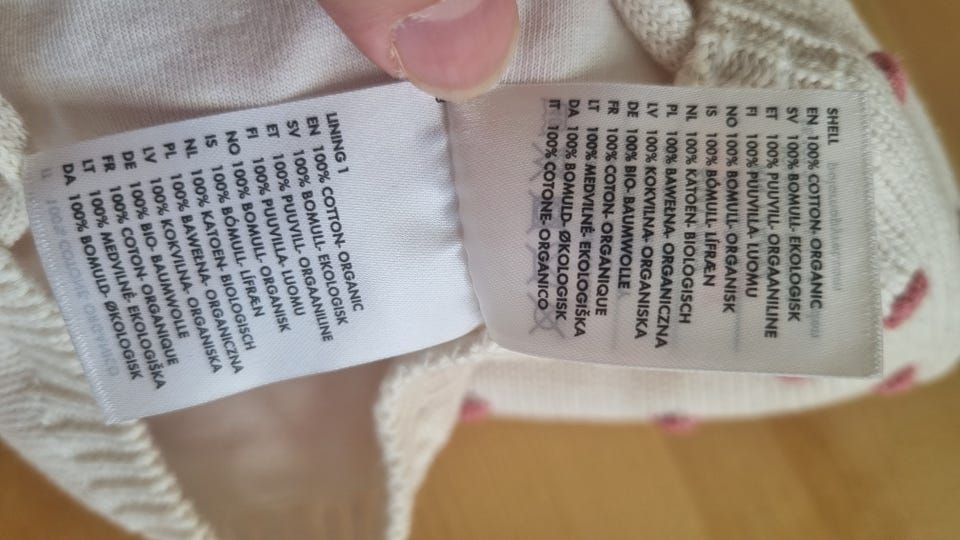 SHELL
EN 100% COTTON- ORGANIC
SV 100% BOMULL- EKOLOGISK
ET 100% PUUVILL- ORGAANILINE
FI 100% PUUVILLA- LUOMU
NO 100% BOMULL- ORGANISK
IS 100% BÓMULL- LÍFRÆN
NL 100% KATOEN- BIOLOGISCH
PL 100% BAWEŁNA- ORGANICZNA
LV 100% KOKVILNA- ORGANISKA
DE 100% BIO- BAUMWOLLE
FR 100% COTON- ORGANIQUE
LT 100% MEDVILNĖ- EKOLOGIŠKA
DA 100% BOMULD- ØKOLOGISK
IT 100% COTONE- ORGANICO
LINING 1
EN 100% COTTON- ORGANIC
SV 100% BOMULL- EKOLOGISK
ET 100% PUUVILL- ORGAANILINE
FI 100% PUUVILLA- LUOMU
NO 100% BOMULL- ORGANISK
IS 100% BÓMULL- LÍFRÆN
NL 100% KATOEN- BIOLOGISCH
PL 100% BAWEŁNA- ORGANICZNA
LV 100% KOKVILNA- ORGANISKA
DE 100% BIO- BAUMWOLLE
FR 100% COTON- ORGANIQUE
LT 100% MEDVILNĖ- EKOLOGIŠKA
DA 100% BOMULD- ØKOLOGISK